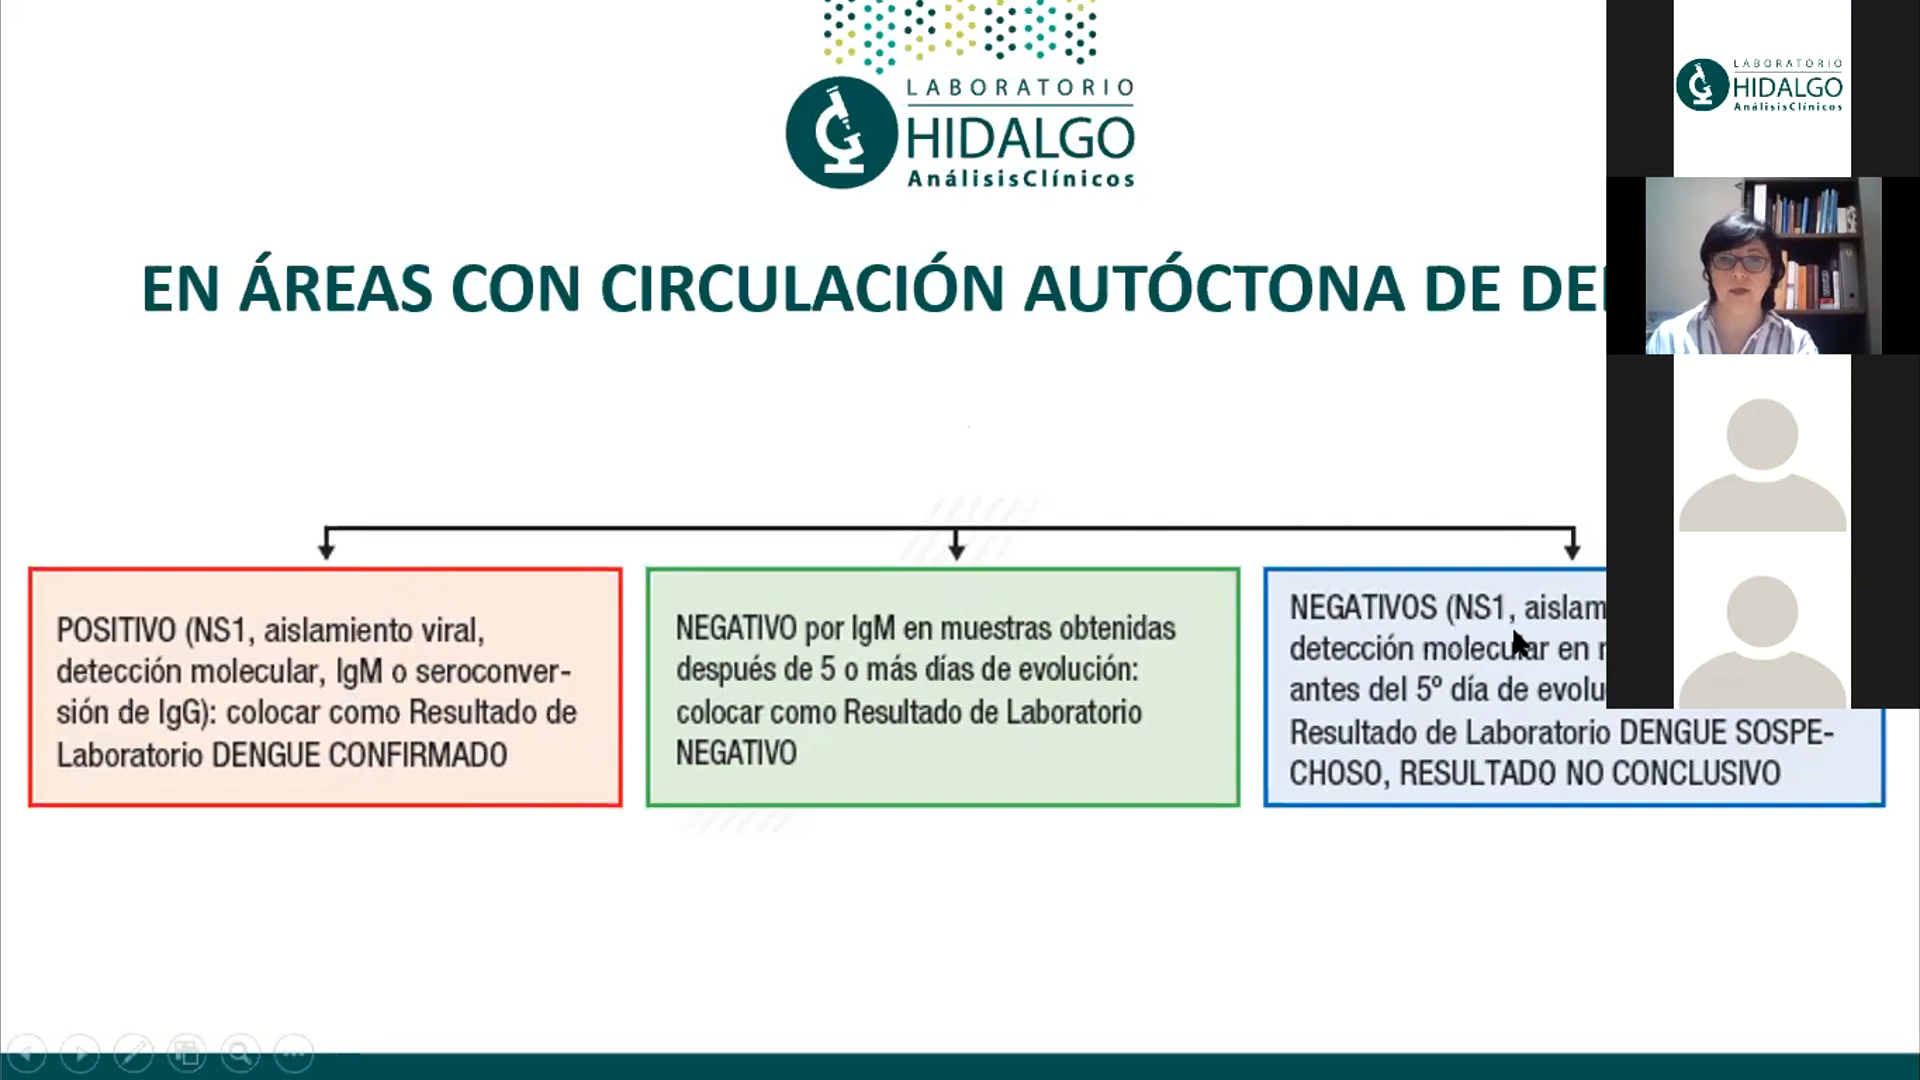 LABORATORIO
HIDALGO
AnálisisClínicos
LABORATORIO
HIDALGO
AnálisisClínicos
EN ÁREAS CON CIRCULACIÓN AUTÓCTONA DE
POSITIVO (NS1, aislamiento viral,
detección molecular, IgM o seroconver-
sión de IgG): colocar como Resultado de
Laboratorio DENGUE CONFIRMADO
NEGATIVO por IgM en muestras obtenidas
después de 5 o más días de evolución:
colocar como Resultado de Laboratorio
NEGATIVO
NEGATIVOS (NS1,
detección molecular en
antes del 5º día de
Resultado de Laboratorio DENGUE SOSPE-
CHOSO, RESULTADO NO CONCLUSIVO